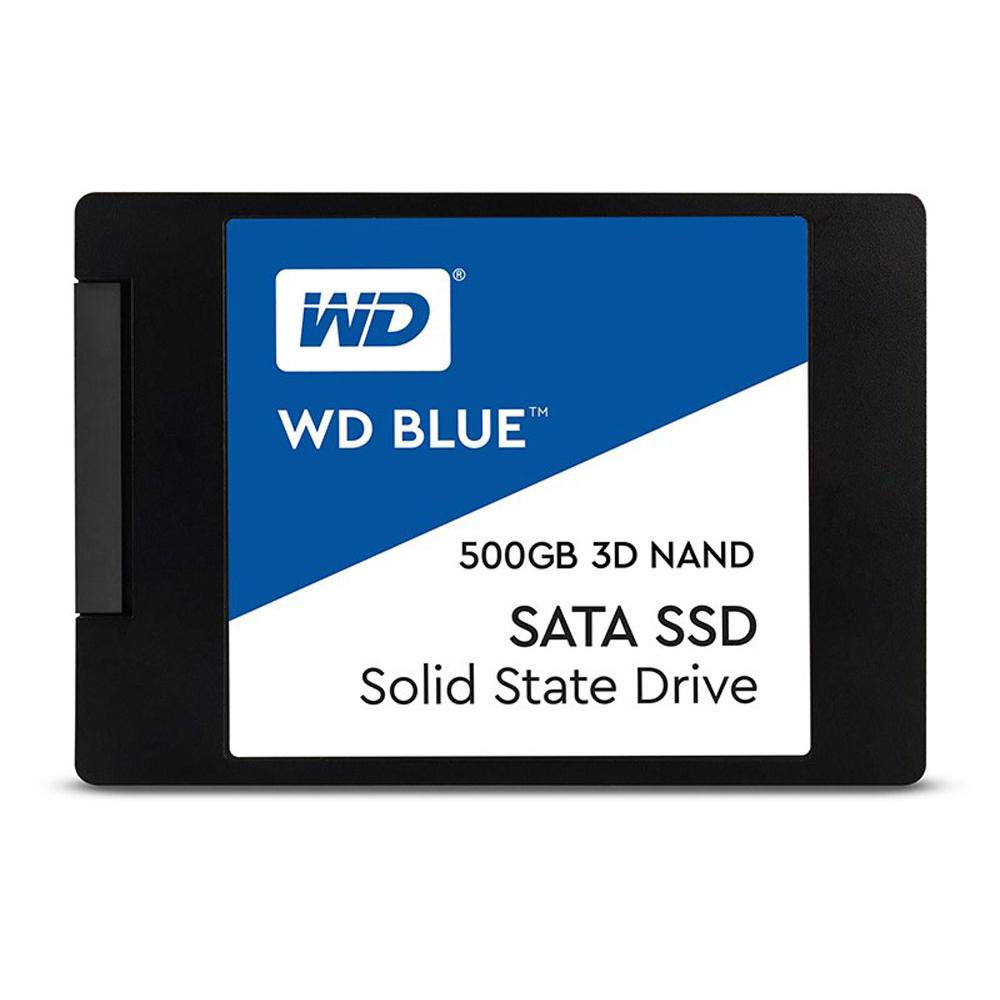 WD®
WD BLUE™
500GB 3D NAND
SATA SSD
Solid State Drive